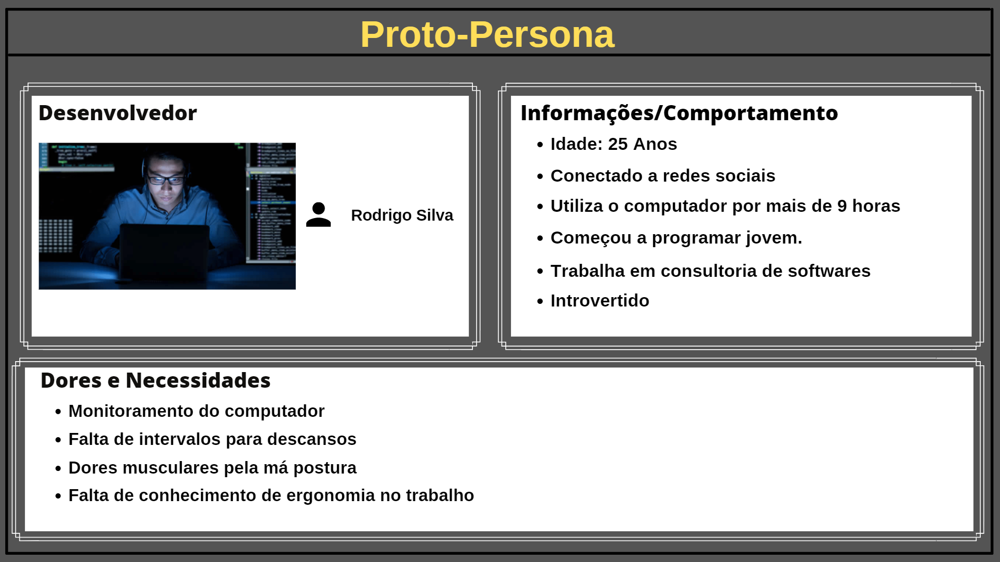 Proto-Persona
Desenvolvedor
Rodrigo Silva
Informações/Comportamento
• Idade: 25 Anos
• Conectado a redes sociais
• Utiliza o computador por mais de 9 horas
• Começou a programar jovem.
• Trabalha em consultoria de softwares
• Introvertido
Dores e Necessidades
• Monitoramento do computador
• Falta de intervalos para descansos
• Dores musculares pela má postura
• Falta de conhecimento de ergonomia no trabalho